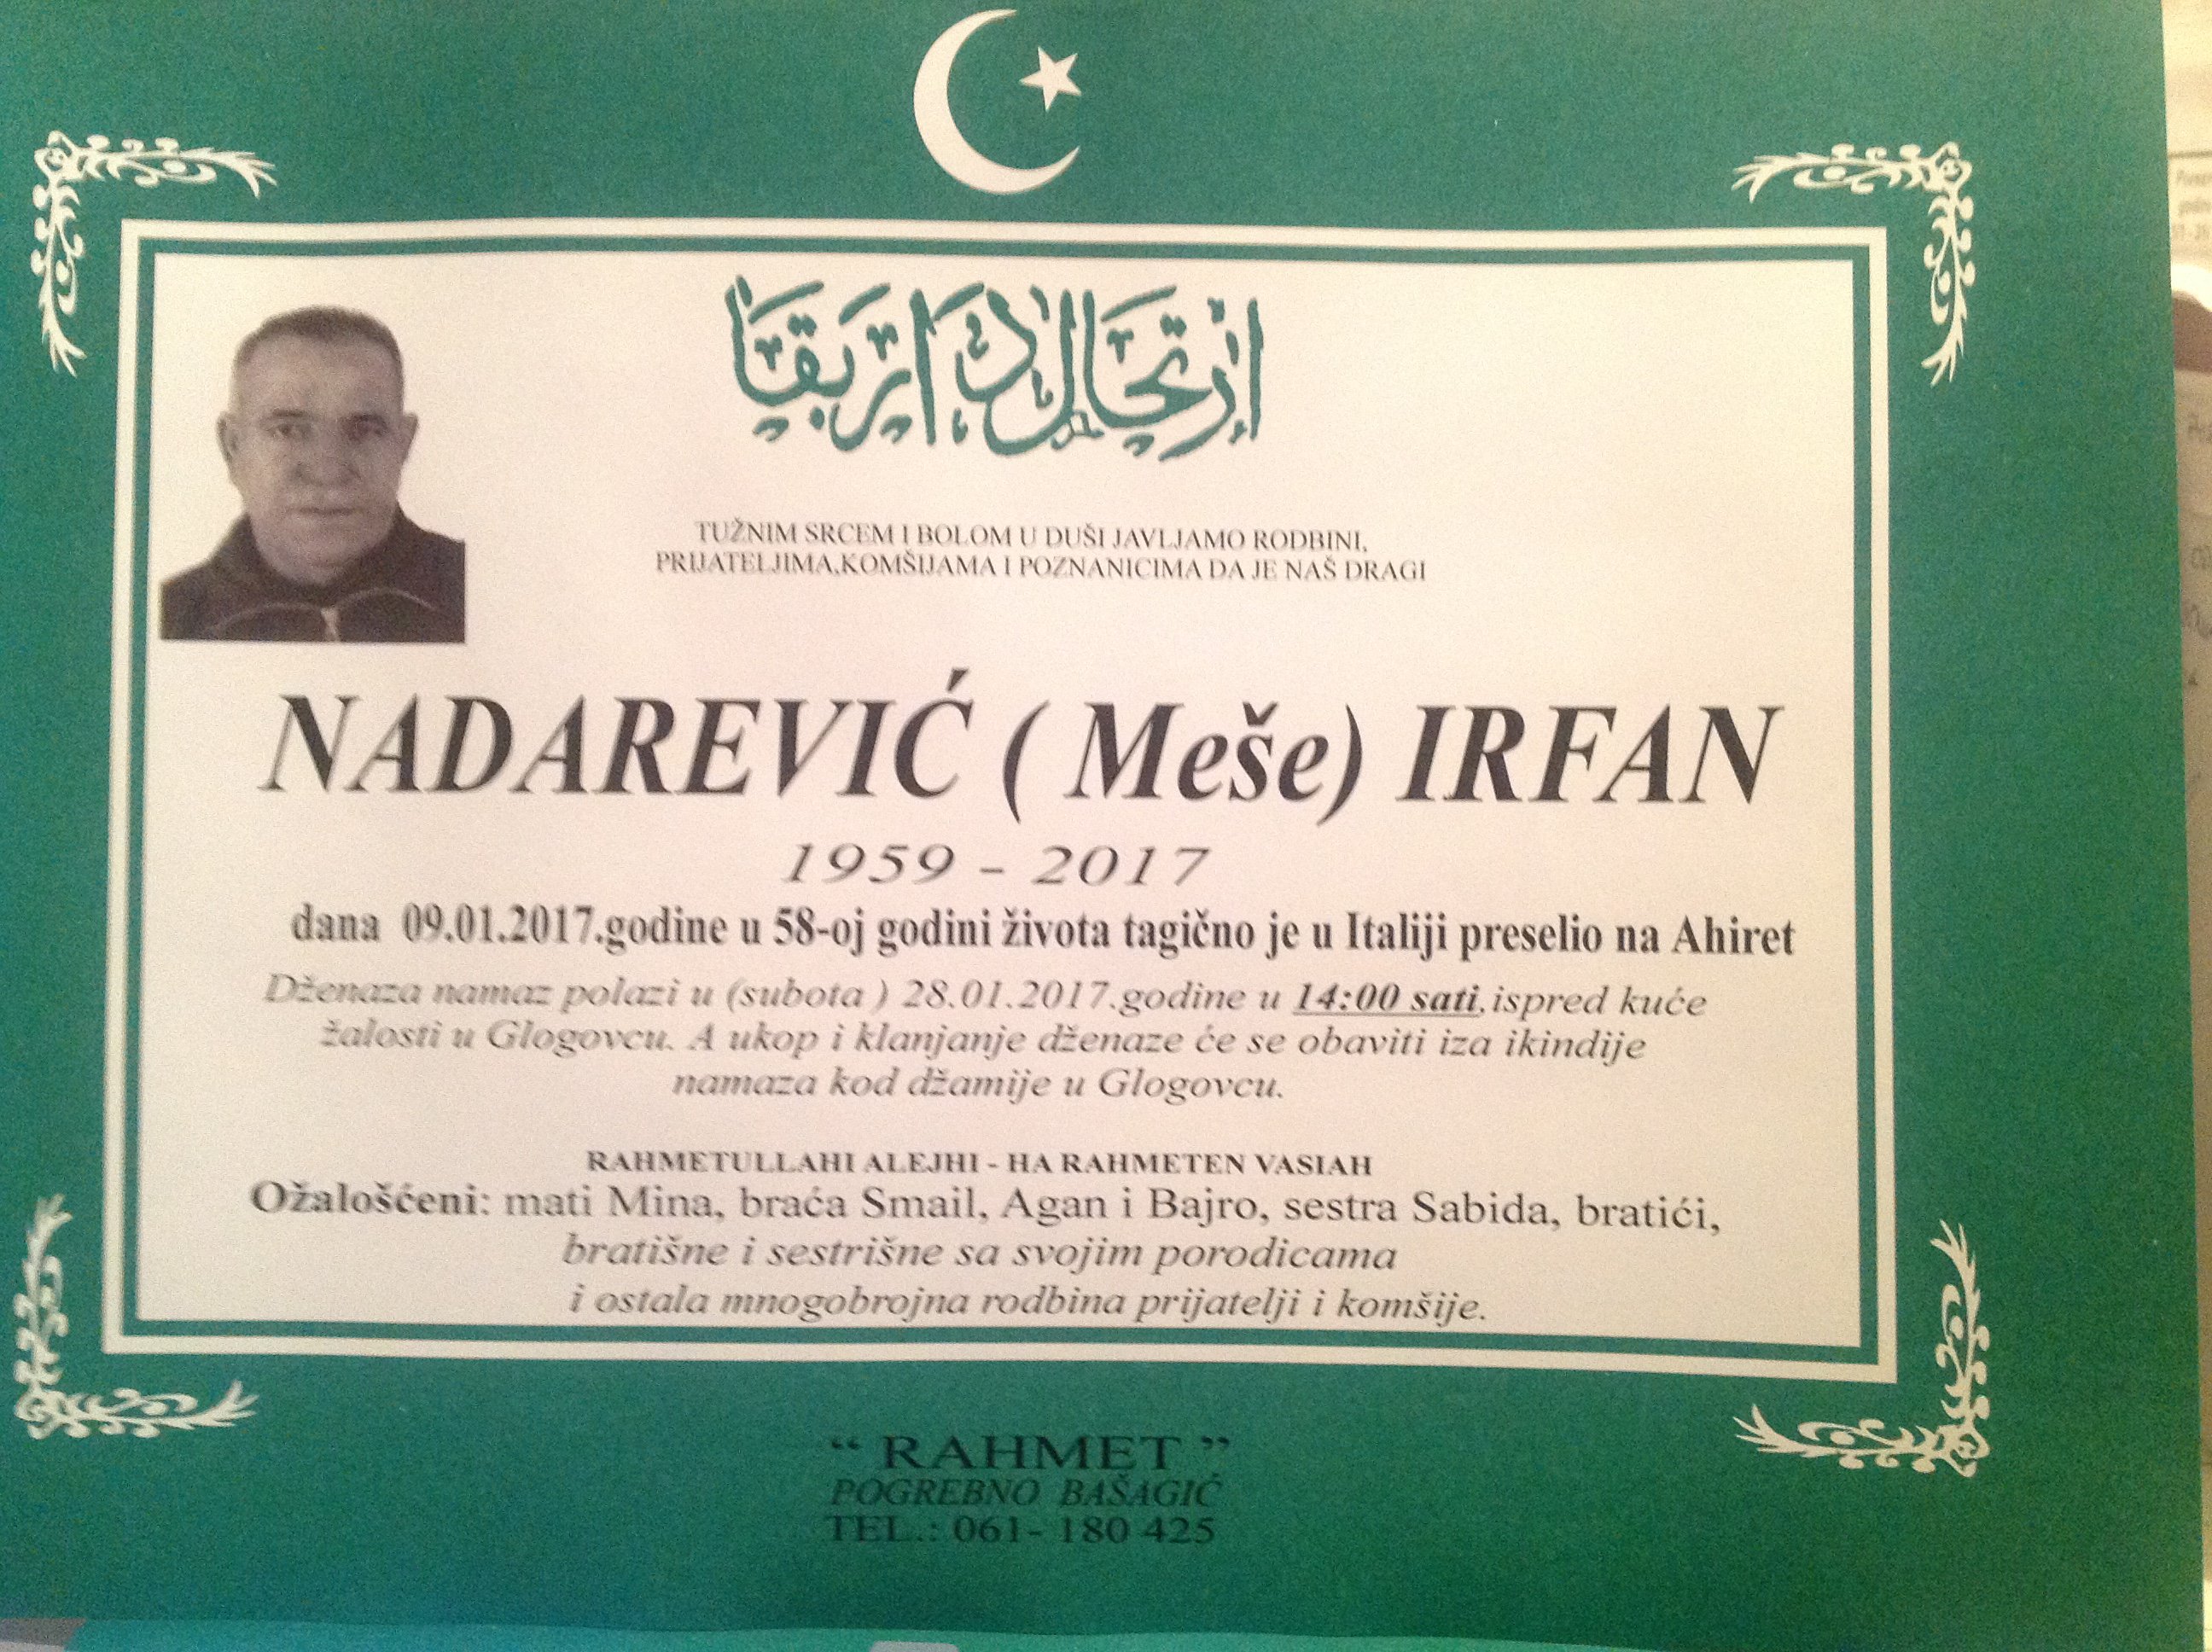 ارتحال دار بقا
TUŽNIM SRCEM I BOLOM U DUŠI JAVLJAMO RODBINI,
PRIJATELJIMA,KOMŠIJAMA I POZNANICIMA DA JE NAŠ DRAGI
NADAREVIĆ ( Meše) IRFAN
1959 - 2017
dana 09.01.2017.godine u 58-oj godini života tagično je u Italiji preselio na Ahiret
Dženaza namaz polazi u (subota ) 28.01.2017.godine u 14:00 sati,ispred kuće
žalosti u Glogovcu. A ukop i klanjanje dženaze će se obaviti iza ikindije
namaza kod džamije u Glogovcu.
RAHMETULLAHI ALEJHI - HA RAHMETEN VASIAH
Ožalošćeni: mati Mina, braća Smail, Agan i Bajro, sestra Sabida, bratići,
bratišne i sestrišne sa svojim porodicama
i ostala mnogobrojna rodbina prijatelji i komšije.
“ RAHMET ”
POGREBNO BAŠAGIĆ
TEL.: 061- 180 425